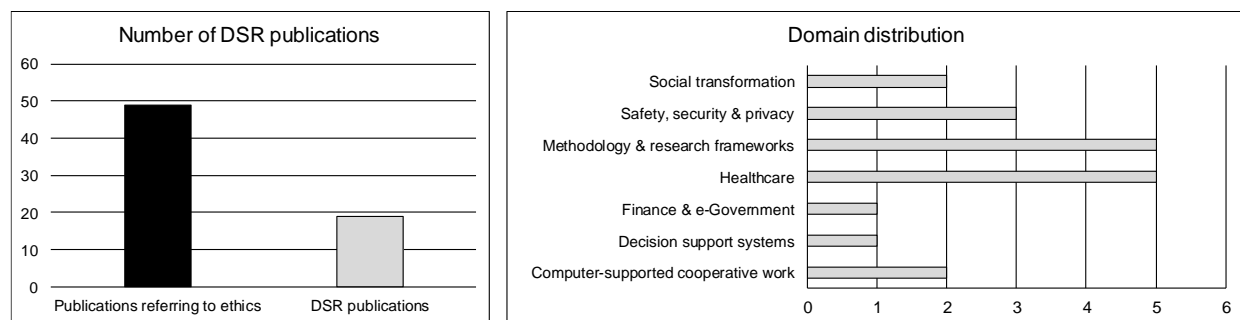 Number of DSR publications
60
50
40
30
20
10
0
Publications referring to ethics
DSR publications
Domain distribution
Social transformation
Safety, security & privacy
Methodology & research frameworks
Healthcare
Finance & e-Government
Decision support systems
Computer-supported cooperative work
0 1 2 3 4 5 6